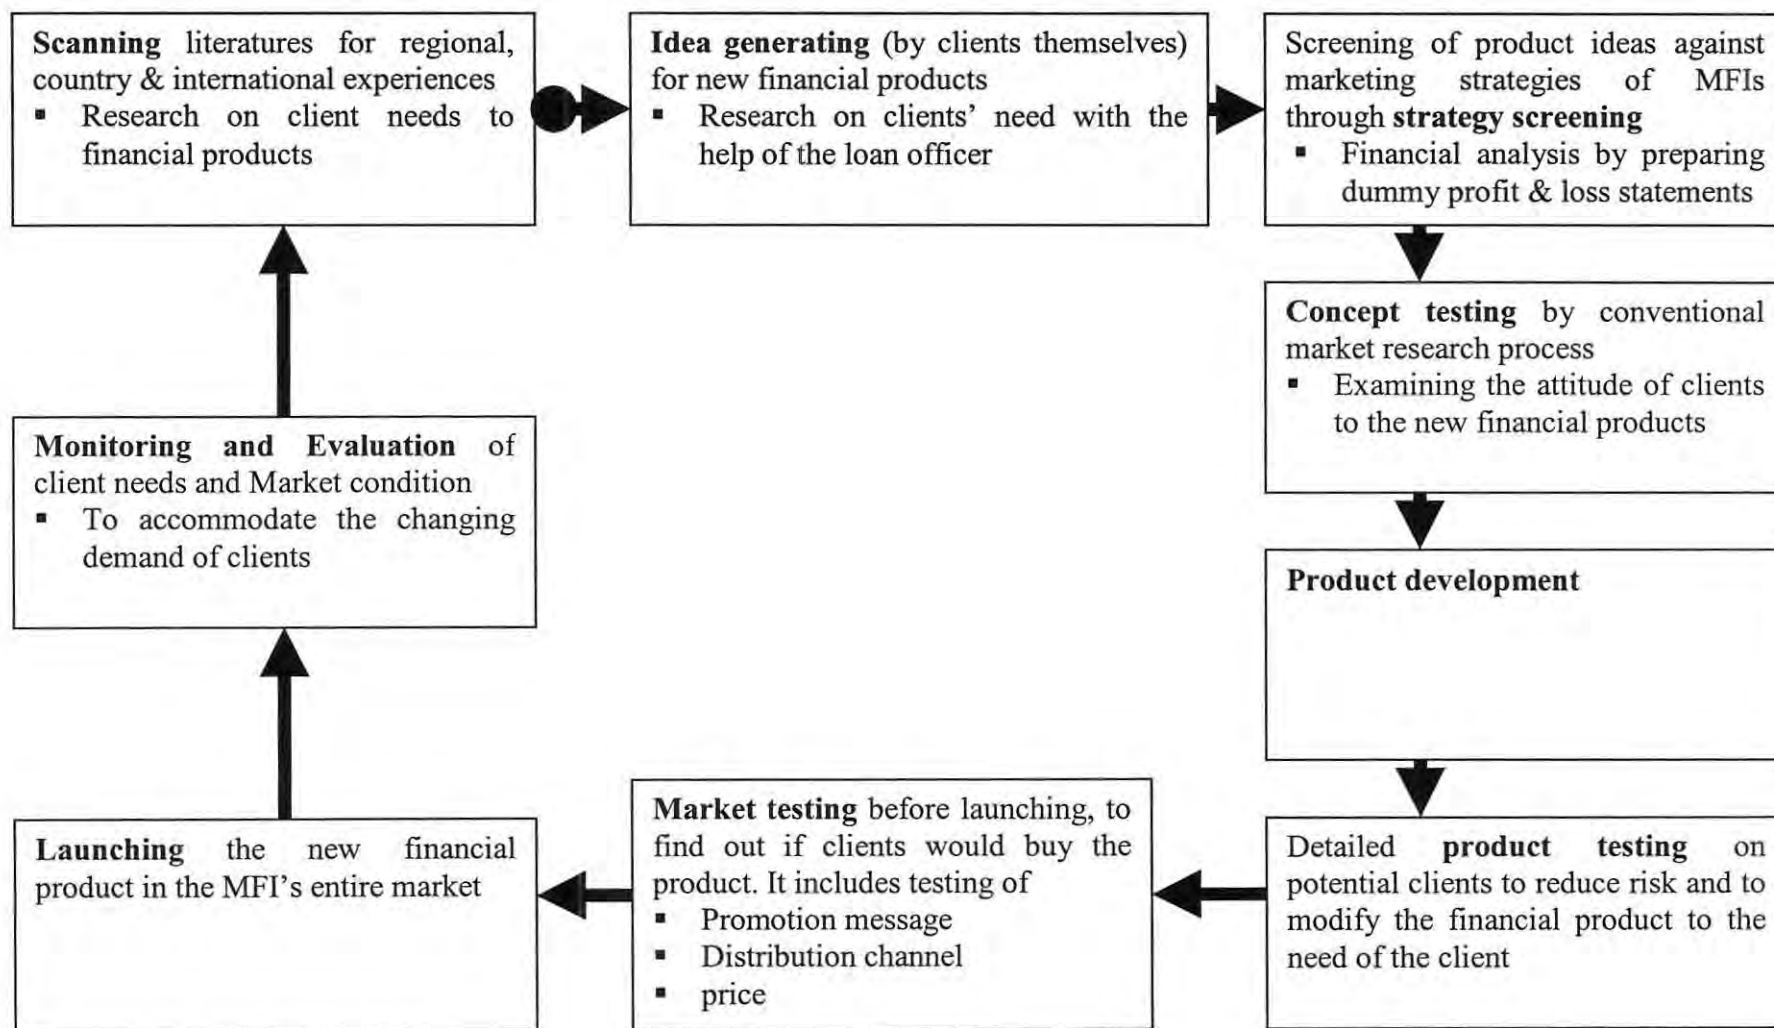 Scanning literatures for regional,
country & international experiences
▪ Research on client needs to
financial products
Idea generating (by clients themselves)
for new financial products
▪ Research on clients' need with the
help of the loan officer
Screening of product ideas against
marketing strategies of MFIs
through strategy screening
▪ Financial analysis by preparing
dummy profit & loss statements
Concept testing by conventional
market research process
▪ Examining the attitude of clients
to the new financial products
Product development
Detailed product testing on
potential clients to reduce risk and to
modify the financial product to the
need of the client
Market testing before launching, to
find out if clients would buy the
product. It includes testing of
▪ Promotion message
▪ Distribution channel
▪ price
Launching the new financial
product in the MFI's entire market
Monitoring and Evaluation of
client needs and Market condition
▪ To accommodate the changing
demand of clients